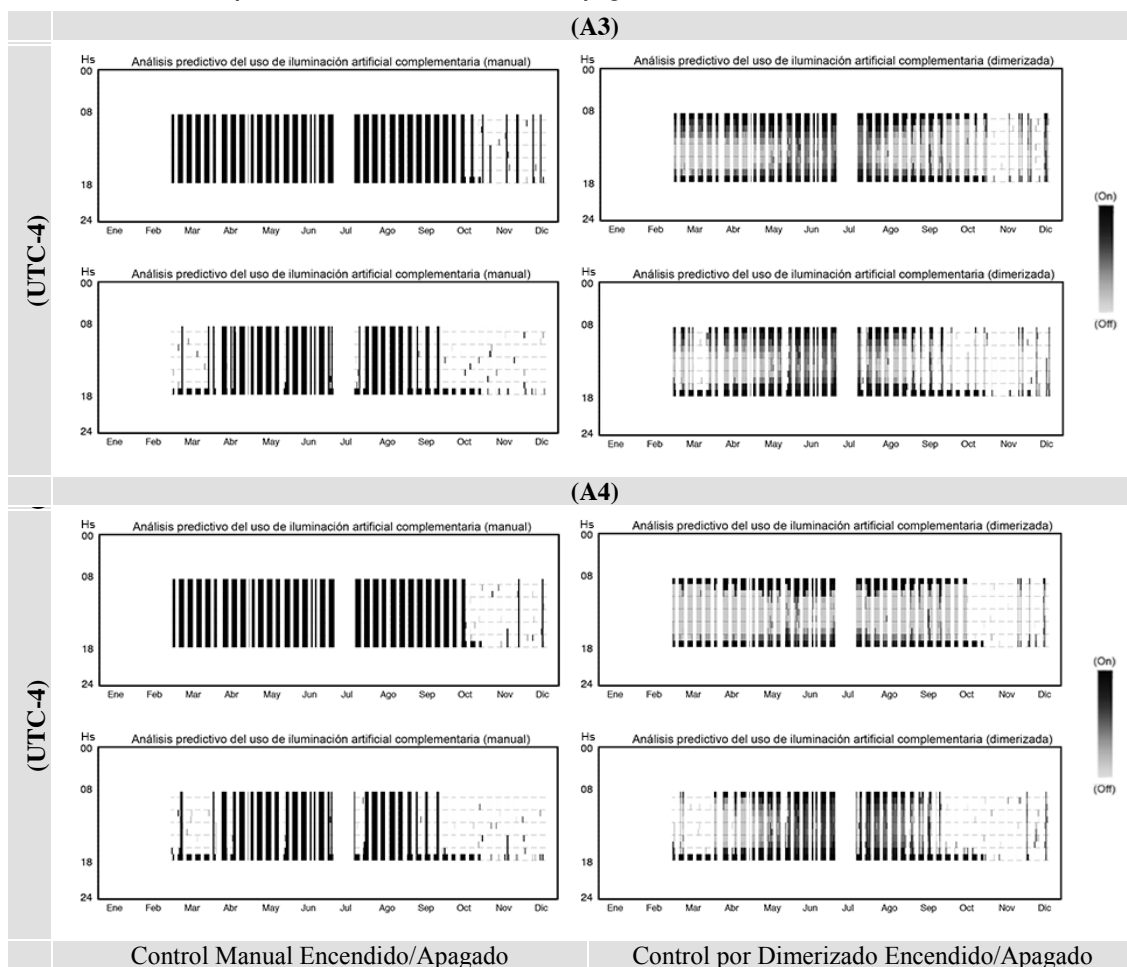 (A3)
(UTC-4)
Hs
Análisis predictivo del uso de iluminación artificial complementaria (manual)
00
08
18
24
Ene Feb Mar Abr May Jun Jul Ago Sep Oct Nov Dic
Hs
Análisis predictivo del uso de iluminación artificial complementaria (dimerizada)
00
08
18
24
Ene Feb Mar Abr May Jun Jul Ago Sep Oct Nov Dic
(On)
(Off)
Hs
Análisis predictivo del uso de iluminación artificial complementaria (manual)
00
08
18
24
Ene Feb Mar Abr May Jun Jul Ago Sep Oct Nov Dic
Hs
Análisis predictivo del uso de iluminación artificial complementaria (dimerizada)
00
08
18
24
Ene Feb Mar Abr May Jun Jul Ago Sep Oct Nov Dic
(A4)
(UTC-4)
Hs
Análisis predictivo del uso de iluminación artificial complementaria (manual)
00
08
18
24
Ene Feb Mar Abr May Jun Jul Ago Sep Oct Nov Dic
Hs
Análisis predictivo del uso de iluminación artificial complementaria (dimerizada)
00
08
18
24
Ene Feb Mar Abr May Jun Jul Ago Sep Oct Nov Dic
(On)
(Off)
Hs
Análisis predictivo del uso de iluminación artificial complementaria (manual)
00
08
18
24
Ene Feb Mar Abr May Jun Jul Ago Sep Oct Nov Dic
Hs
Análisis predictivo del uso de iluminación artificial complementaria (dimerizada)
00
08
18
24
Ene Feb Mar Abr May Jun Jul Ago Sep Oct Nov Dic
Control Manual Encendido/Apagado
Control por Dimerizado Encendido/Apagado